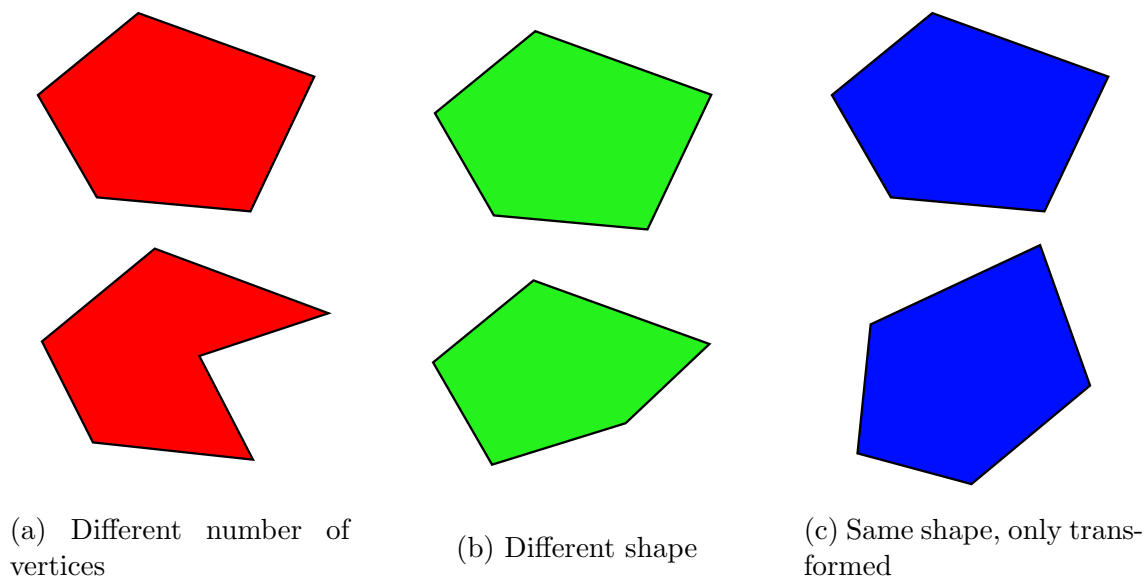 (a) Different number of
vertices
(b) Different shape
(c) Same shape, only trans-
formed